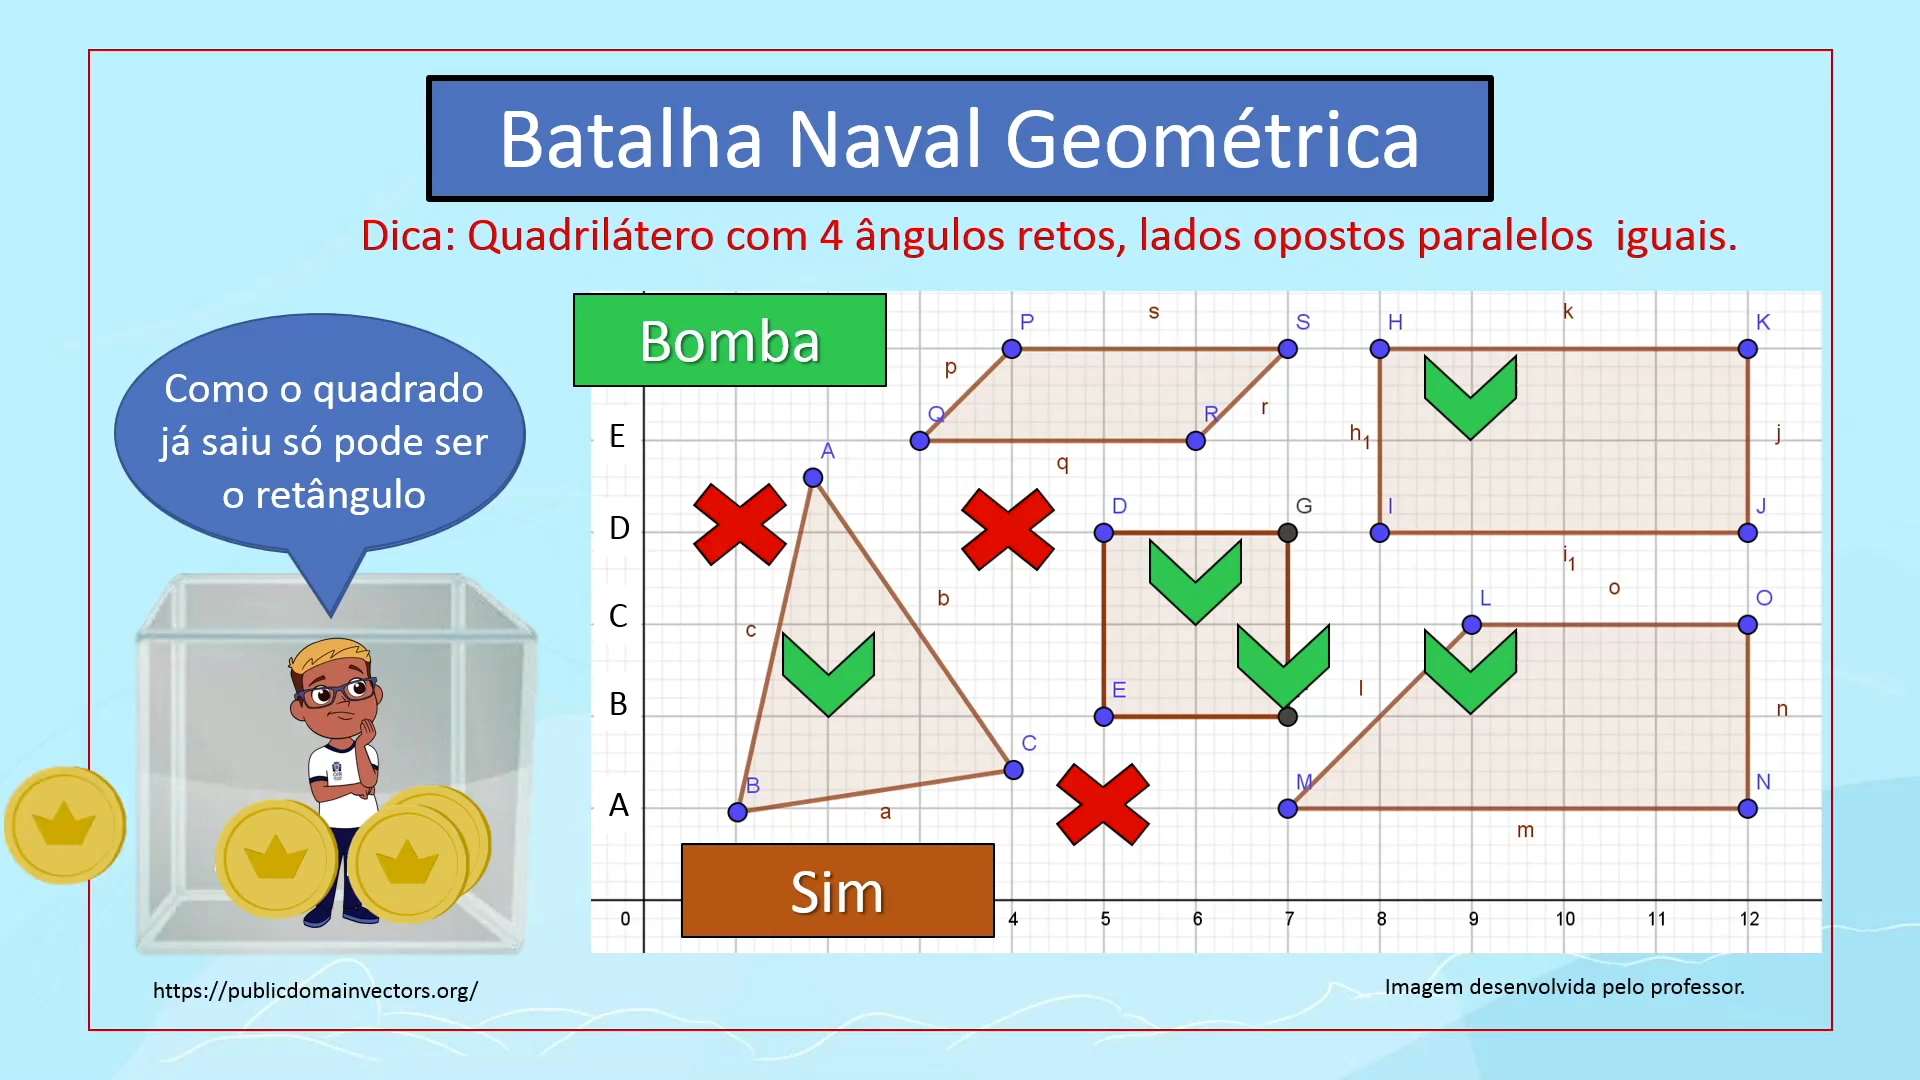 Batalha Naval Geométrica
Dica: Quadrilátero com 4 ângulos retos, lados opostos paralelos  iguais.
Como o quadrado
já saiu só pode ser
o retângulo
Bomba
s
P
S
H
k
K
p
Q
R
r
E
h1
j
A
q
D
D
G
I
J
i1
b
L
o
O
C
c
E
l
B
n
C
B
M
N
A
a
m
Sim
0
4
5
6
7
8
9
10
11
12
https://publicdomainvectors.org/
Imagem desenvolvida pelo professor.